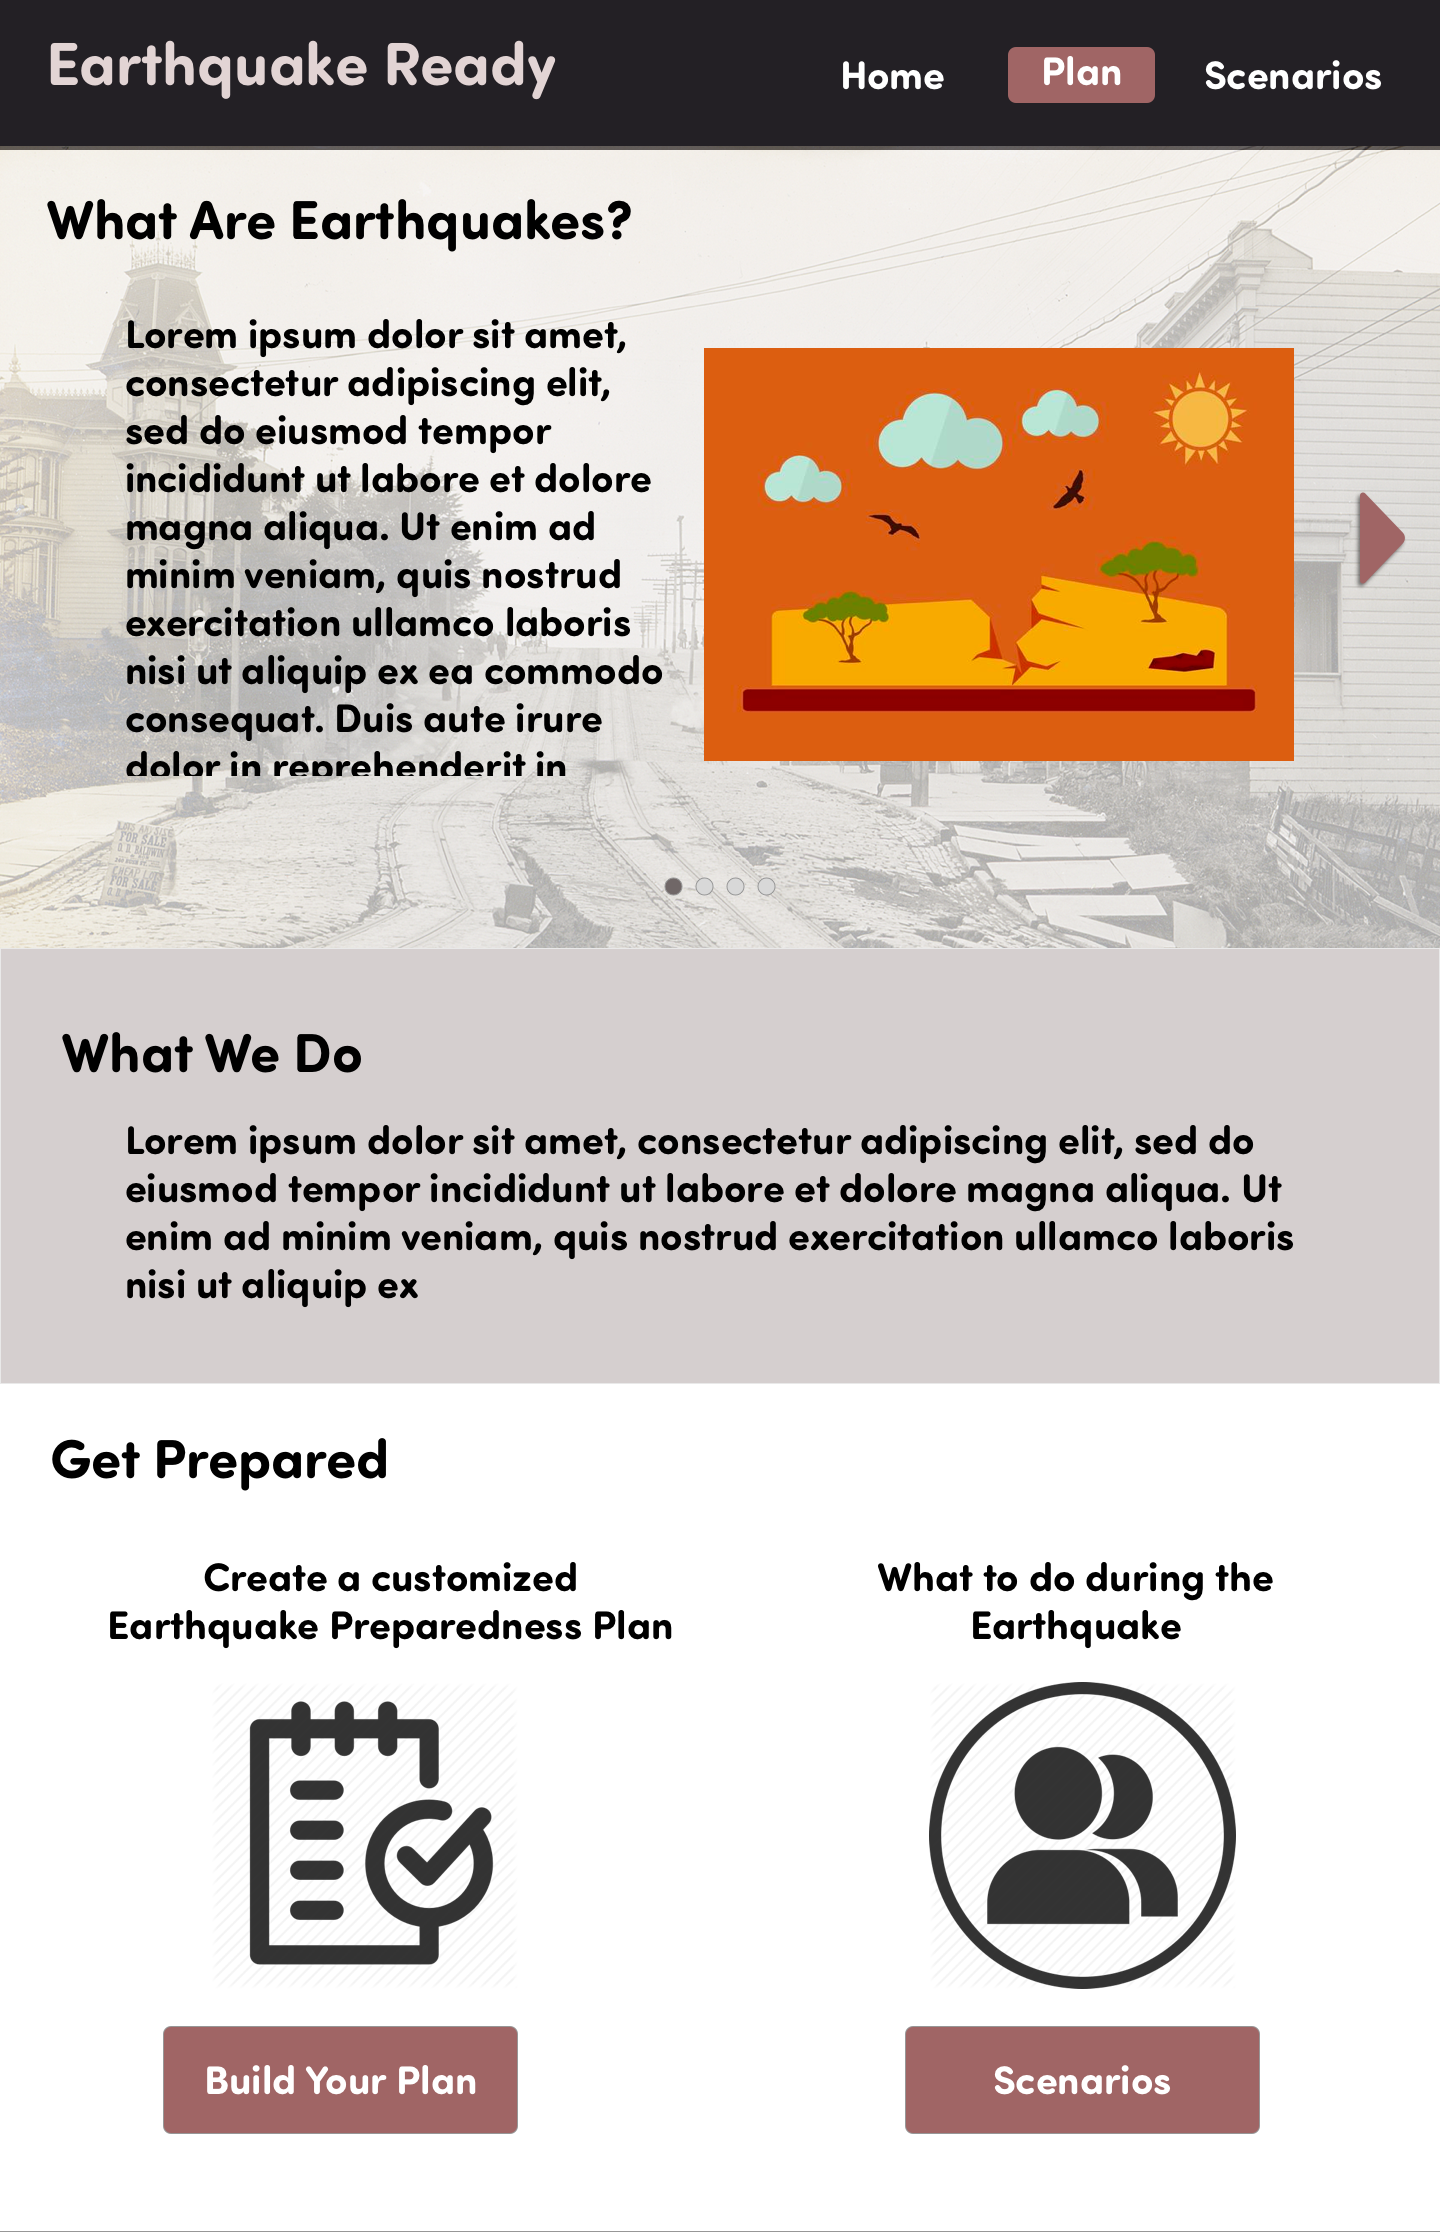 Earthquake Ready
Home
Plan
Scenarios
What Are Earthquakes?
Lorem ipsum dolor sit amet,
consectetur adipiscing elit,
sed do eiusmod tempor
incididunt ut labore et dolore
magna aliqua. Ut enim ad
minim veniam, quis nostrud
exercitation ullamco laboris
nisi ut aliquip ex ea commodo
consequat. Duis aute irure
dolor in reprehenderit in
FOR SALE
FOR SALE
What We Do
Lorem ipsum dolor sit amet, consectetur adipiscing elit, sed do
eiusmod tempor incididunt ut labore et dolore magna aliqua. Ut
enim ad minim veniam, quis nostrud exercitation ullamco laboris
nisi ut aliquip ex
Get Prepared
Create a customized
Earthquake Preparedness Plan
What to do during the
Earthquake
Build Your Plan
Scenarios